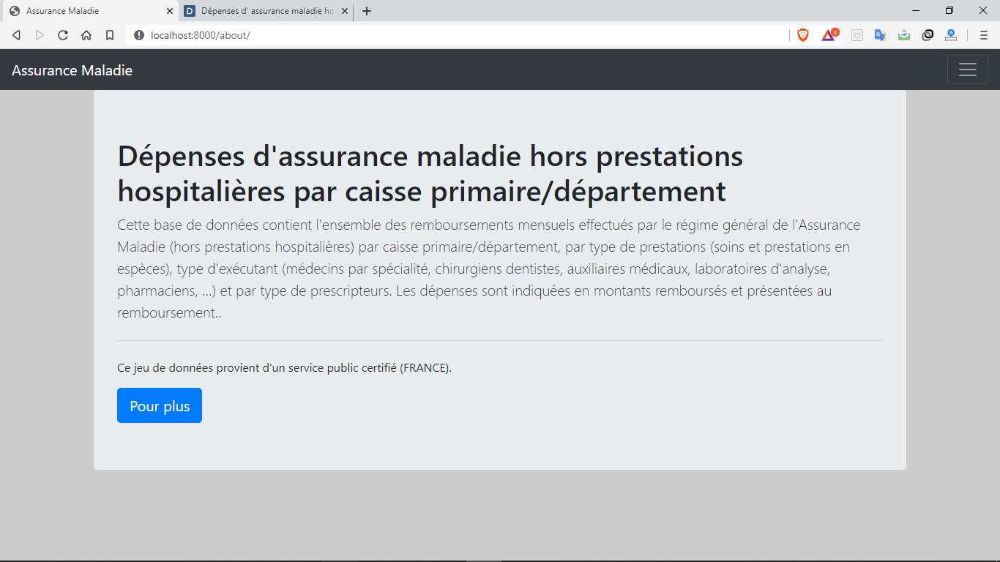 Assurance Maladie
Dépenses d' assurance maladie ho
localhost:8000/about/
3
Assurance Maladie
Dépenses d'assurance maladie hors prestations
hospitalières par caisse primaire/département
Cette base de données contient l'ensemble des remboursements mensuels effectués par le régime général de l'Assurance
Maladie (hors prestations hospitalières) par caisse primaire/département, par type de prestations (soins et prestations en
espèces), type d'exécutant (médecins par spécialité, chirurgiens dentistes, auxiliaires médicaux, laboratoires d'analyse,
pharmaciens, ...) et par type de prescripteurs. Les dépenses sont indiquées en montants remboursés et présentées au
remboursement..
Ce jeu de données provient d'un service public certifié (FRANCE).
Pour plus